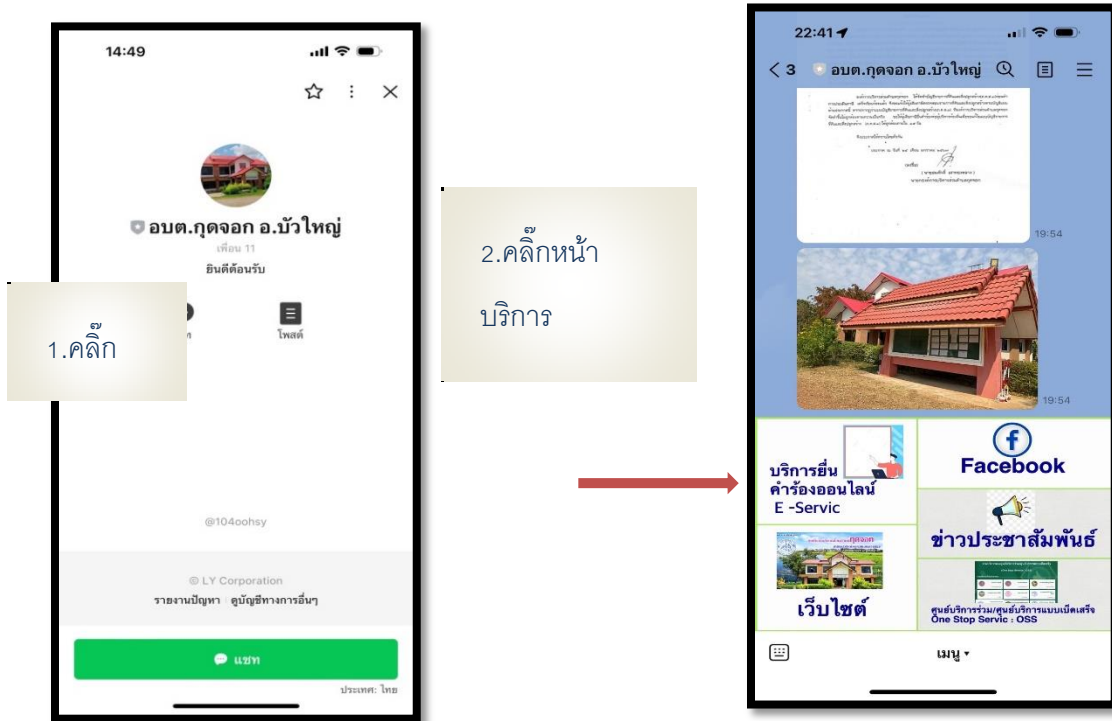 14:49
อบต.กุดจอก อ.บัวใหญ่
เพื่อน 11
ยินดีต้อนรับ
โพสต์
1.คลิ๊ก
@104oohsy
© LY Corporation
รายงานปัญหา ดูบัญชีทางการอื่นๆ
แชท
ประเทศ: ไทย
2.คลิ๊กหน้า
บริการ
22:41
3 อบต.กุดจอก อ.บัวใหญ่
19:54
19:54
บริการยื่น
คำร้องออนไลน์
E -Servic
Facebook
ข่าวประชาสัมพันธ์
เว็บไซต์
ศูนย์บริการร่วม/ศูนย์บริการแบบเบ็ดเสร็จ
One Stop Servic : OSS
เมนู